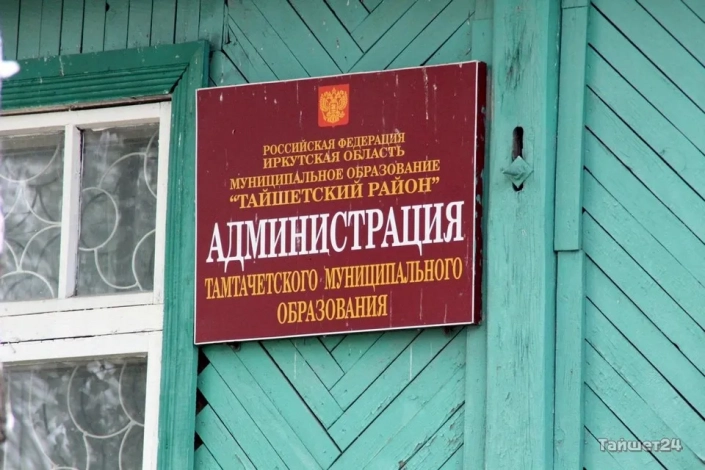 РОССИЙСКАЯ ФЕДЕРАЦИЯ
ИРКУТСКАЯ ОБЛАСТЬ
МУНИЦИПАЛЬНОЕ ОБРАЗОВАНИЕ
“ТАЙШЕТСКИЙ РАЙОН”
АДМИНИСТРАЦИЯ
ТАМТАЧЕТСКОГО МУНИЦИПАЛЬНОГО
ОБРАЗОВАНИЯ
Тайшет24